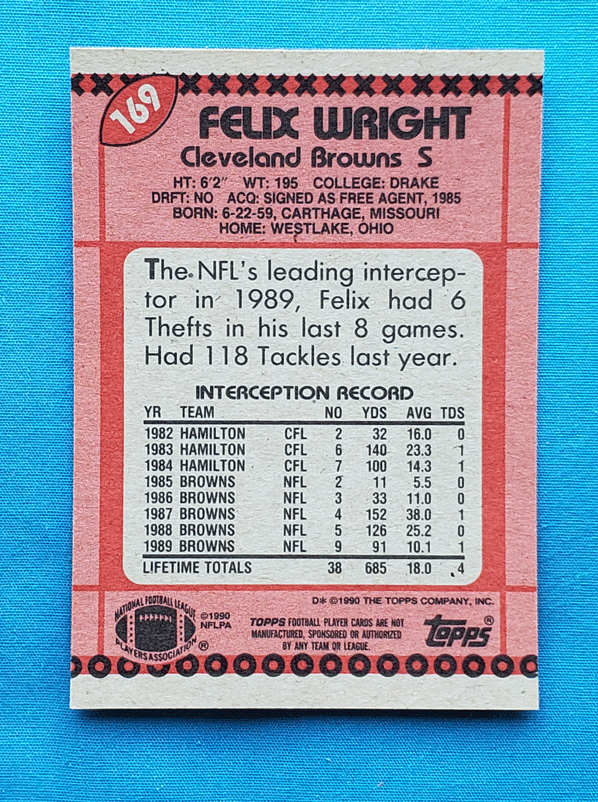 169
FELIX WRIGHT
Cleveland Browns S
HT: 6'2" WT: 195 COLLEGE: DRAKE
DRFT: NO ACQ: SIGNED AS FREE AGENT, 1985
BORN: 6-22-59, CARTHAGE, MISSOURI
HOME: WESTLAKE, OHIO
The NFL's leading intercep-
tor in 1989, Felix had 6
Thefts in his last 8 games.
Had 118 Tackles last year.
INTERCEPTION RECORD
YR TEAM NO YDS AVG TDS
1982 HAMILTON CFL 2 32 16.0 0
1983 HAMILTON CFL 6 140 23.3 1
1984 HAMILTON CFL 7 100 14.3 1
1985 BROWNS NFL 2 11 5.5 0
1986 BROWNS NFL 3 33 11.0 0
1987 BROWNS NFL 4 152 38.0 1
1988 BROWNS NFL 5 126 25.2 0
1989 BROWNS NFL 9 91 10.1 1
LIFETIME TOTALS 38 685 18.0 4
D* ©1990 THE TOPPS COMPANY, INC.
NATIONAL FOOTBALL LEAGUE
PLAYERS ASSOCIATION ®
©1990
NFLPA
TOPPS FOOTBALL PLAYER CARDS ARE NOT
MANUFACTURED, SPONSORED OR AUTHORIZED
BY ANY TEAM OR LEAGUE.
topps ®